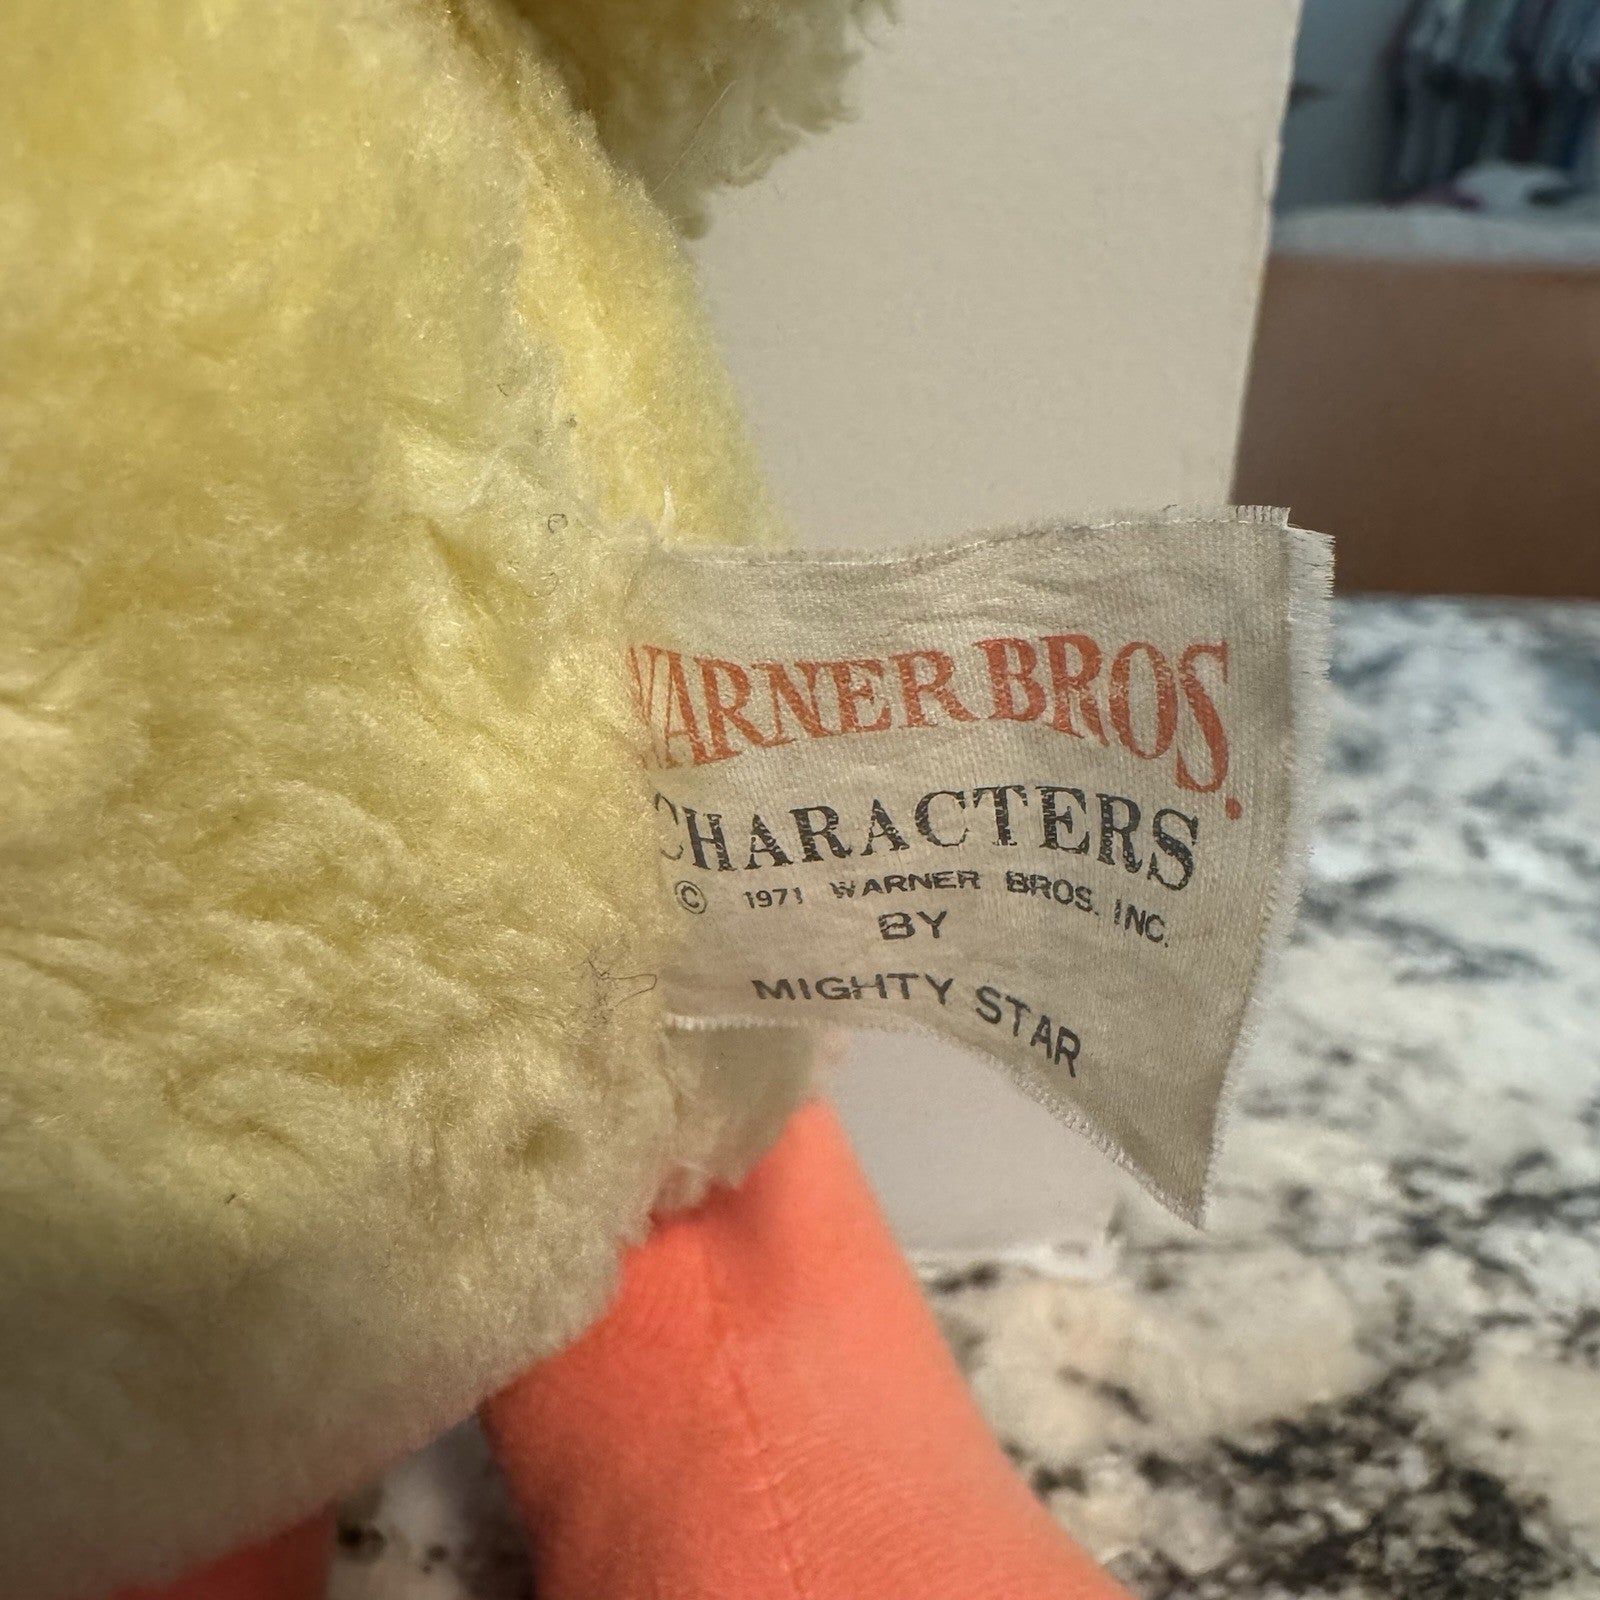 WARNER BROS.
CHARACTERS
© 1971 WARNER BROS. INC.
BY
MIGHTY STAR